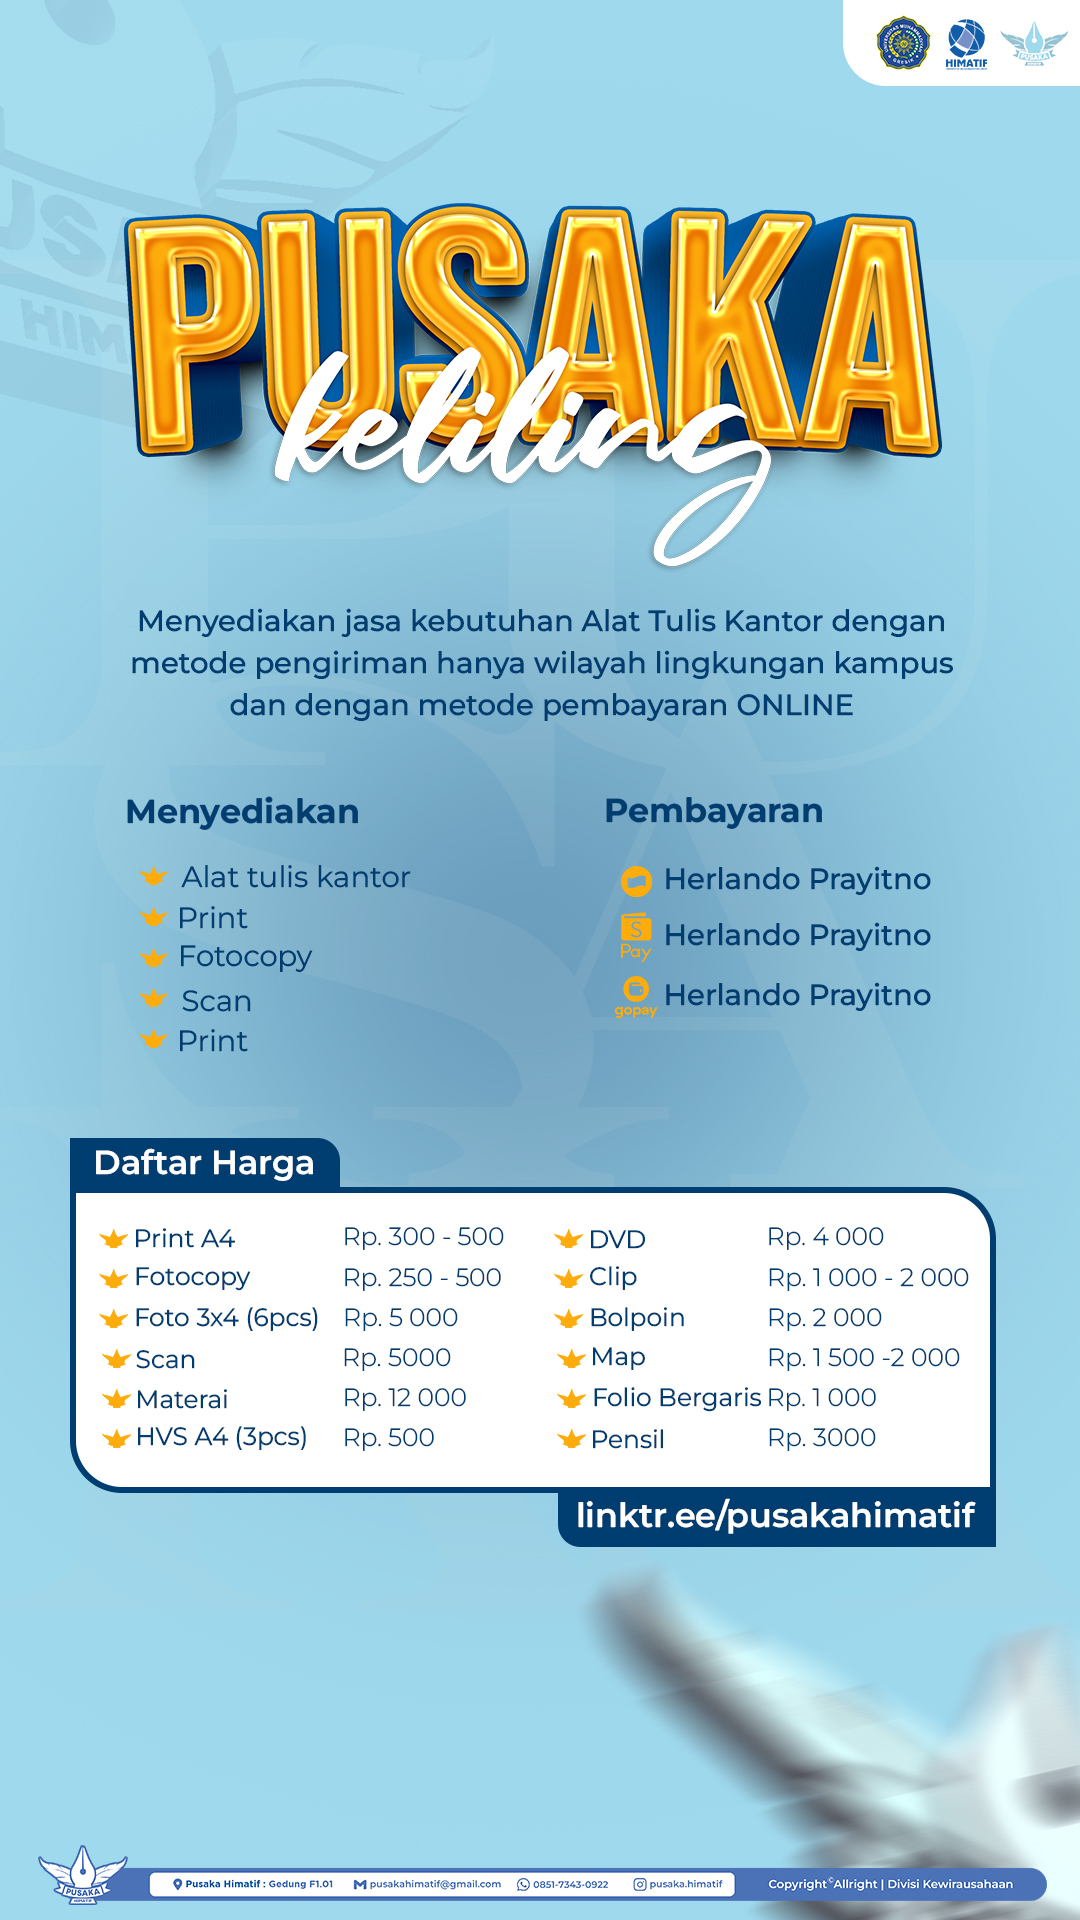 UNIVERSITAS MUHAMMADIYAH
GRESIK
HIMATIF
PUSAKA
HIMATIF
PUSAKA
keliling
Menyediakan jasa kebutuhan Alat Tulis Kantor dengan
metode pengiriman hanya wilayah lingkungan kampus
dan dengan metode pembayaran ONLINE
Menyediakan
Alat tulis kantor
Print
Fotocopy
Scan
Print
Pembayaran
Herlando Prayitno
S Pay Herlando Prayitno
gopay Herlando Prayitno
Daftar Harga
Print A4 Rp. 300 - 500
Fotocopy Rp. 250 - 500
Foto 3x4 (6pcs) Rp. 5 000
Scan Rp. 5000
Materai Rp. 12 000
HVS A4 (3pcs) Rp. 500
DVD Rp. 4 000
Clip Rp. 1 000 - 2 000
Bolpoin Rp. 2 000
Map Rp. 1 500 -2 000
Folio Bergaris Rp. 1 000
Pensil Rp. 3000
linktr.ee/pusakahimatif
PUSAKA
HIMATIF
Pusaka Himatif : Gedung F1.01 pusakahimatif@gmail.com 0851-7343-0922 pusaka.himatif Copyright©Allright | Divisi Kewirausahaan